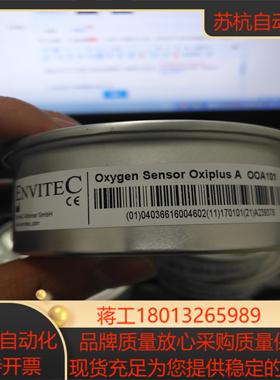 苏杭自动
ENVITEC
CE
Oxygen Sensor Oxiplus A OOA101
(01)04036616004602(11)170101(21)A239378
蒋工18013265989
自动化
品牌质量放心采购质量保
开票
现货充足为您提供稳定的